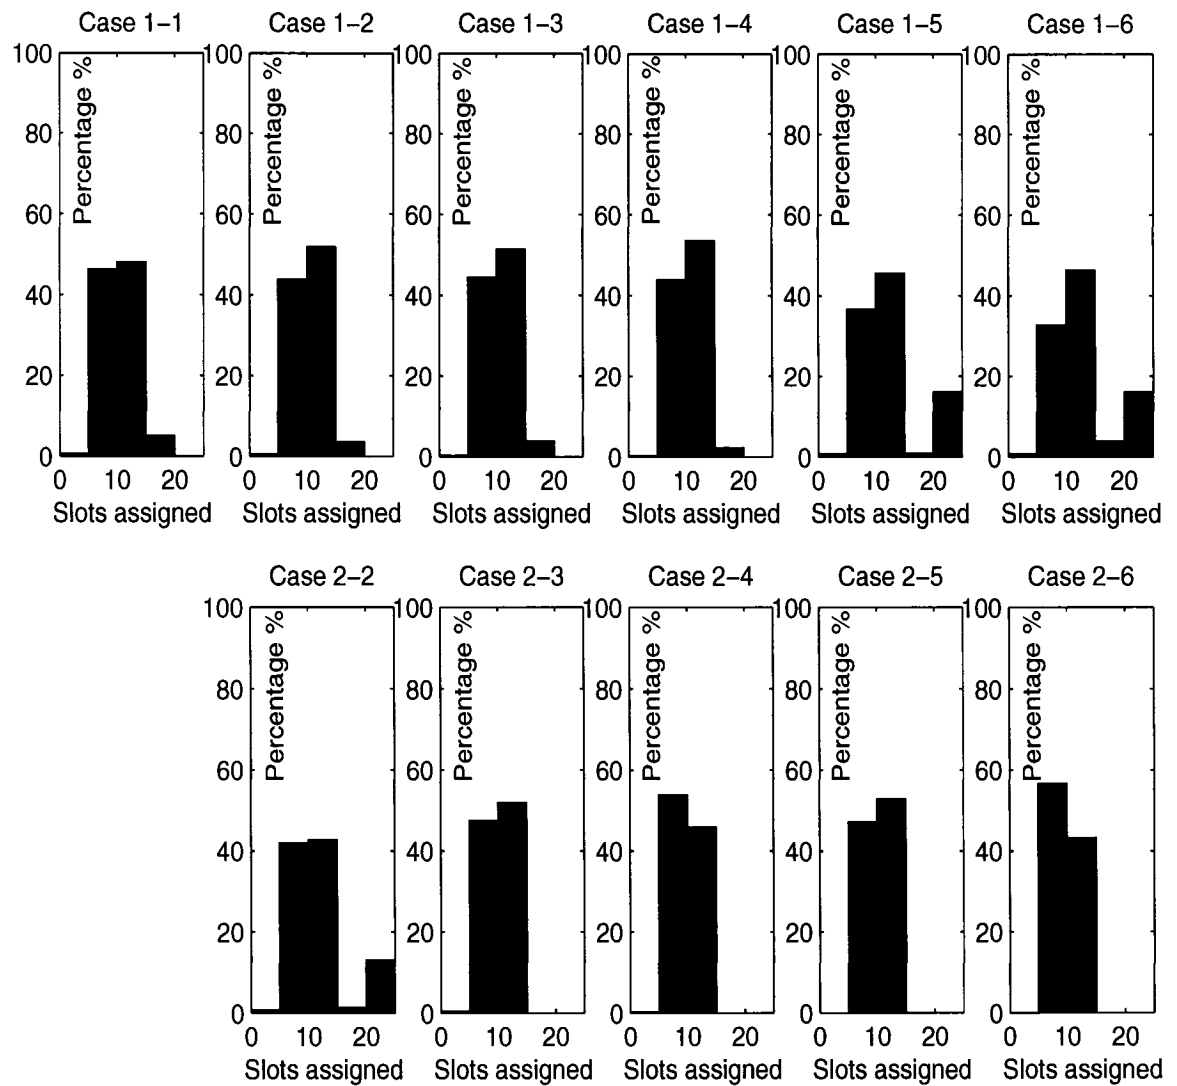 Case 1–1 Case 1–2 Case 1–3 Case 1–4 Case 1–5 Case 1–6
100 100 100 100 100 100
Percentage % Percentage % Percentage % Percentage % Percentage % Percentage %
80 80 80 80 80 80
60 60 60 60 60 60
40 40 40 40 40 40
20 20 20 20 20 20
0 0 0 0 0 0
0 10 20 0 10 20 0 10 20 0 10 20 0 10 20 0 10 20
Slots assigned Slots assigned Slots assigned Slots assigned Slots assigned Slots assigned
Case 2–2 Case 2–3 Case 2–4 Case 2–5 Case 2–6
100 100 100 100 100
Percentage % Percentage % Percentage % Percentage % Percentage %
80 80 80 80 80
60 60 60 60 60
40 40 40 40 40
20 20 20 20 20
0 0 0 0 0
0 10 20 0 10 20 0 10 20 0 10 20 0 10 20
Slots assigned Slots assigned Slots assigned Slots assigned Slots assigned